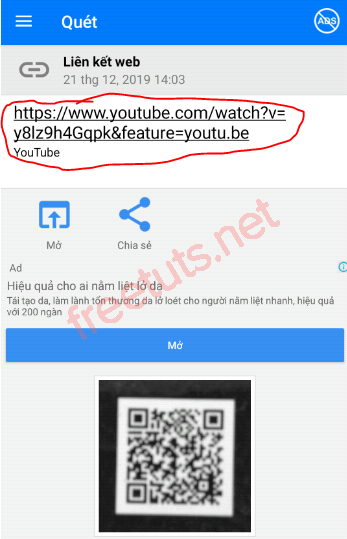 Quét
ADS
Liên kết web
21 thg 12, 2019 14:03
https://www.youtube.com/watch?v=
y8lz9h4Gqpk&feature=youtu.be
YouTube
Mở
Chia sẻ
Ad
Hiệu quả cho ai nằm liệt lở da
Tái tạo da, làm lành tổn thương da lở loét cho người nằm liệt nhanh, hiệu quả
với 200 ngàn
Mở
freetuts.net